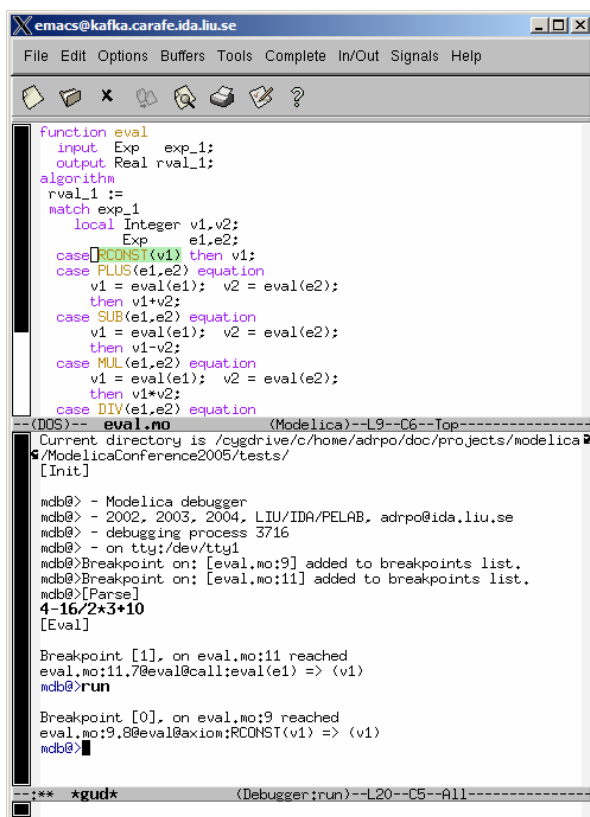 emacs@kafka.carafe.ida.liu.se
File Edit Options Buffers Tools Complete In/Out Signals Help
function eval
input Exp exp_1;
output Real rval_1;
algorithm
rval_1 :=
match exp_1
local Integer v1,v2;
Exp e1,e2;
case RCONST(v1) then v1;
case PLUS(e1,e2) equation
v1 = eval(e1); v2 = eval(e2);
then v1+v2;
case SUB(e1,e2) equation
v1 = eval(e1); v2 = eval(e2);
then v1-v2;
case MUL(e1,e2) equation
v1 = eval(e1); v2 = eval(e2);
then v1*v2;
case DIV(e1,e2) equation
--(DOS)-- eval.mo (Modelica)--L9--C6--Top----------------
Current directory is /cygdrive/c/home/adrpo/doc/projects/modelica
/ModelicaConference2005/tests/
[Init]
mdb@> - Modelica debugger
mdb@> - 2002, 2003, 2004, LIU/IDA/PELAB, adrpo@ida.liu.se
mdb@> - debugging process 3716
mdb@> - on tty:/dev/tty1
mdb@>Breakpoint on: [eval.mo:9] added to breakpoints list.
mdb@>Breakpoint on: [eval.mo:11] added to breakpoints list.
mdb@>[Parse]
4-16/2*3+10
[Eval]
Breakpoint [1], on eval.mo:11 reached
eval.mo:11.7@eval@call:eval(e1) => (v1)
mdb@>run
Breakpoint [0], on eval.mo:9 reached
eval.mo:9.8@eval@axiom:RCONST(v1) => (v1)
mdb@>
--:** *gud* (Debugger:run)--L20--C5--All----------------